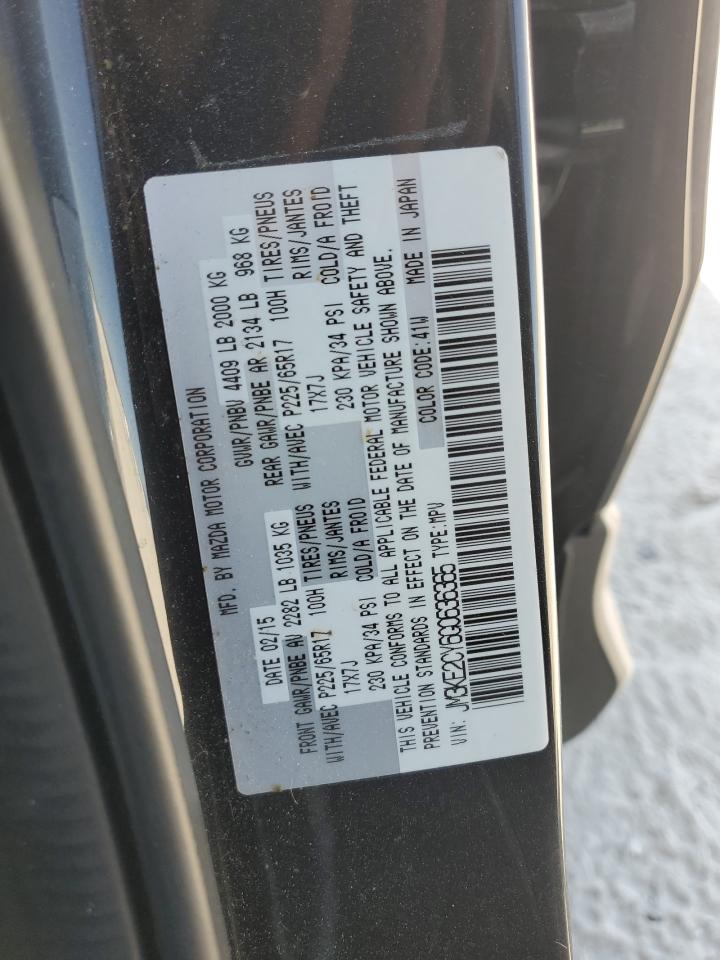 MFD. BY MAZDA MOTOR CORPORATION
DATE 02/15 GVWR/PNBV 4409 LB 2000 KG
FRONT GAWR/PNBE AV 2282 LB 1035 KG REAR GAWR/PNBE AR 2134 LB 968 KG
WITH/AVEC P225/65R17 100H TIRES/PNEUS WITH/AVEC P225/65R17 100H TIRES/PNEUS
17X7J RIMS/JANTES 17X7J RIMS/JANTES
230 KPA/34 PSI COLD/A FROID 230 KPA/34 PSI COLD/A FROID
THIS VEHICLE CONFORMS TO ALL APPLICABLE FEDERAL MOTOR VEHICLE SAFETY AND THEFT
PREVENTION STANDARDS IN EFFECT ON THE DATE OF MANUFACTURE SHOWN ABOVE.
COLOR CODE:41W MADE IN JAPAN
VIN: JM3KE2CY6G0636365 TYPE:MPV